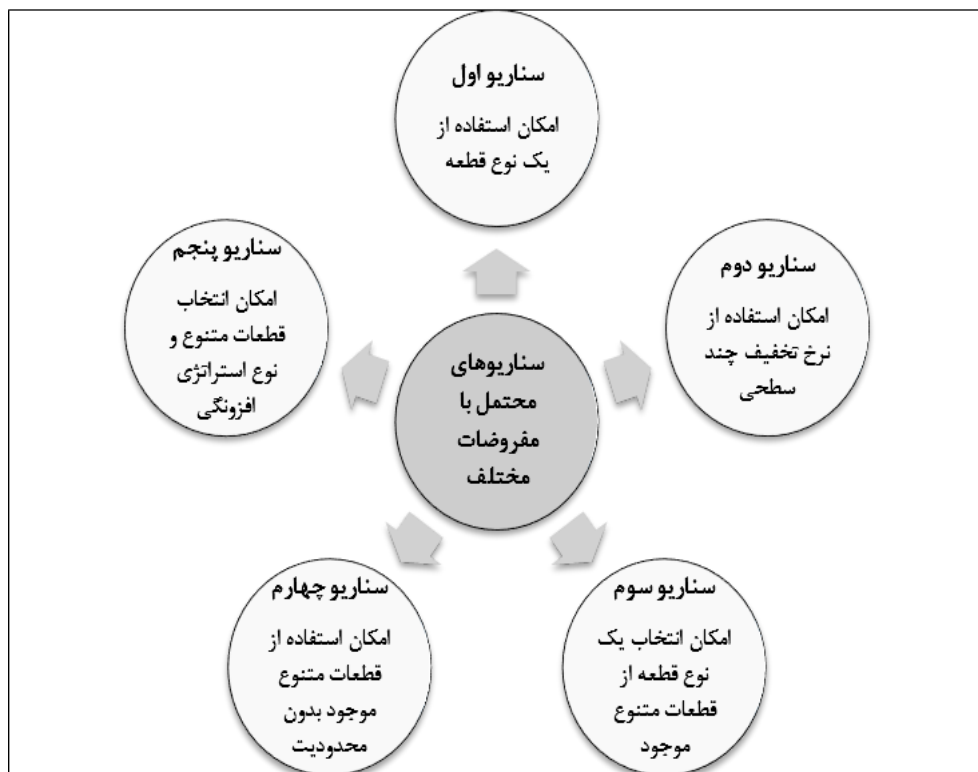 سناریو اول
امکان استفاده از
یک نوع قطعه
سناریو دوم
امکان استفاده از
نرخ تخفیف چند
سطحی
سناریو سوم
امکان انتخاب یک
نوع قطعه از
قطعات متنوع
موجود
سناریو چهارم
امکان استفاده از
قطعات متنوع
موجود بدون
محدودیت
سناریو پنجم
امکان انتخاب
قطعات متنوع و
نوع استراتژی
افزونگی
سناریوهای
محتمل با
مفروضات
مختلف